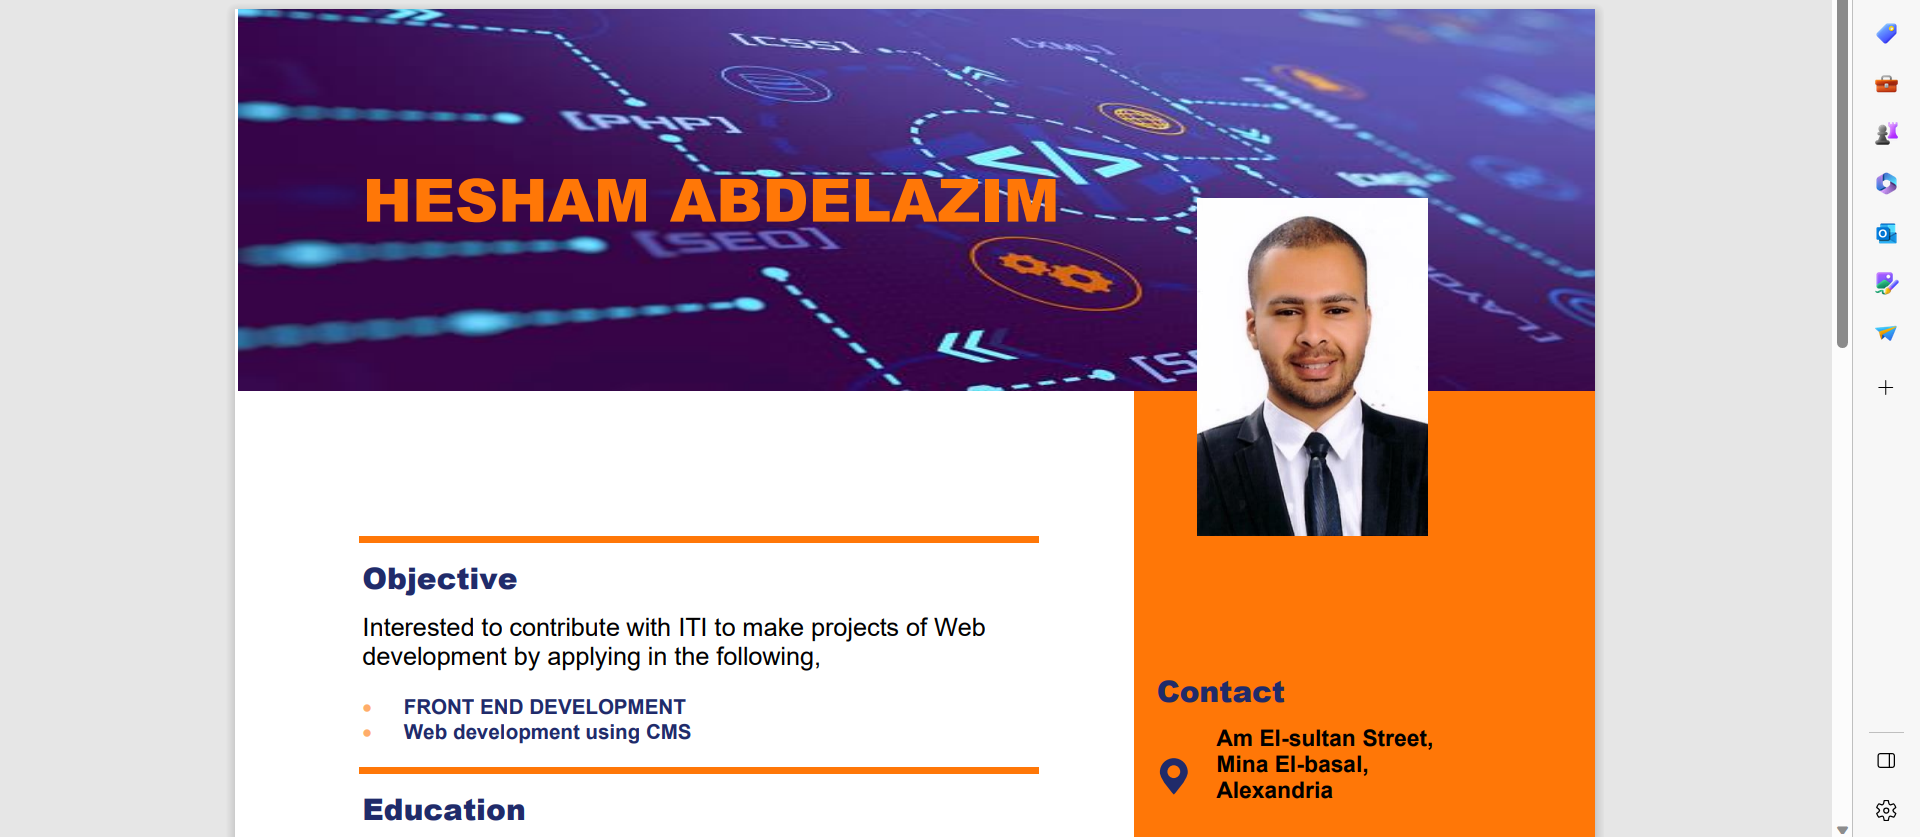 [CSS]
[XML]
[PHP]
</>
HESHAM ABDELAZIM
[SEO]
Objective
Interested to contribute with ITI to make projects of Web
development by applying in the following,
• FRONT END DEVELOPMENT
• Web development using CMS
Education
Contact
Am El-sultan Street,
Mina El-basal,
Alexandria